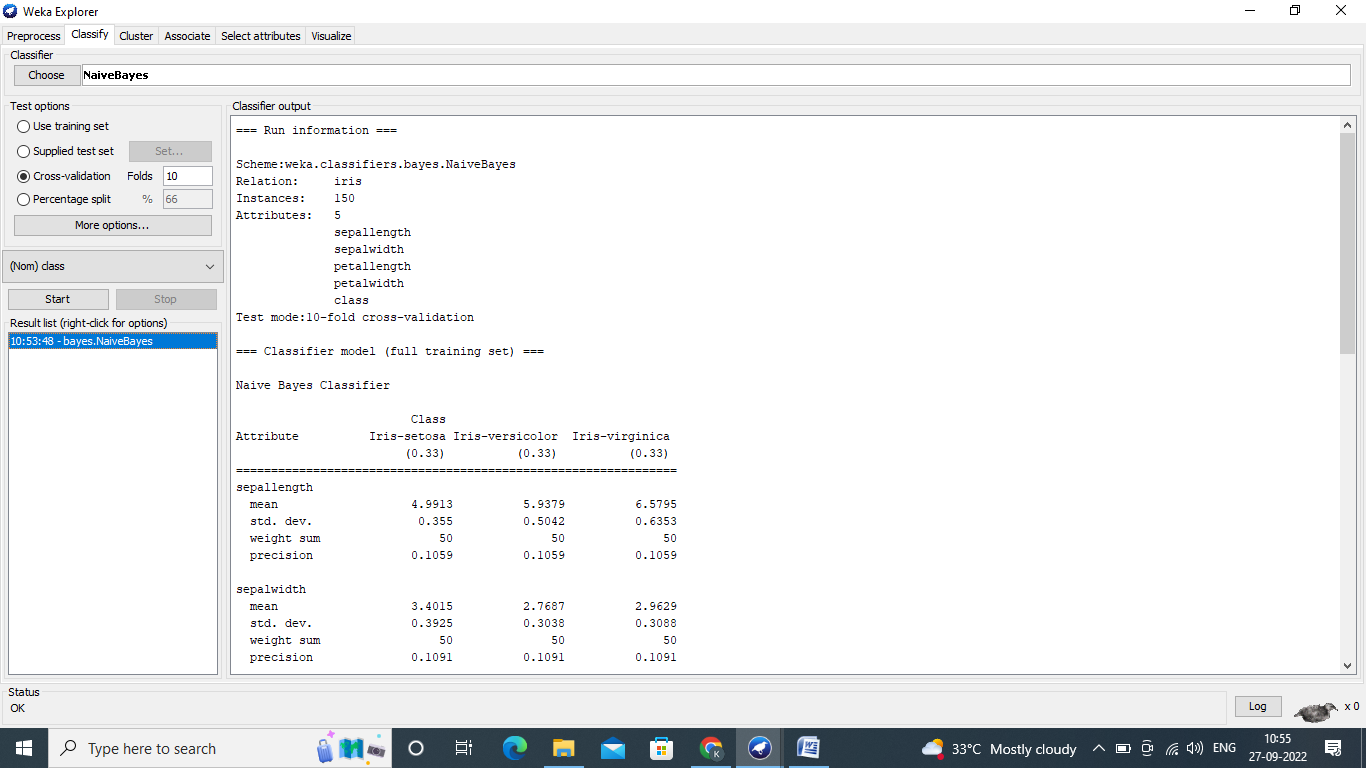 Weka Explorer
Preprocess Classify Cluster Associate Select attributes Visualize
Classifier
Choose NaiveBayes
Test options
Use training set
Supplied test set Set...
Cross-validation Folds 10
Percentage split % 66
More options...
(Nom) class
Start Stop
Result list (right-click for options)
10:53:48 - bayes.NaiveBayes
Classifier output
=== Run information ===
Scheme:weka.classifiers.bayes.NaiveBayes
Relation: iris
Instances: 150
Attributes: 5
sepallength
sepalwidth
petallength
petalwidth
class
Test mode:10-fold cross-validation
=== Classifier model (full training set) ===
Naive Bayes Classifier
Class
Attribute Iris-setosa Iris-versicolor Iris-virginica
(0.33) (0.33) (0.33)
===============================================================
sepallength
mean 4.9913 5.9379 6.5795
std. dev. 0.355 0.5042 0.6353
weight sum 50 50 50
precision 0.1059 0.1059 0.1059
sepalwidth
mean 3.4015 2.7687 2.9629
std. dev. 0.3925 0.3038 0.3088
weight sum 50 50 50
precision 0.1091 0.1091 0.1091
Status
OK
Log x 0
Type here to search
K
W
33°C Mostly cloudy
ENG
10:55
27-09-2022